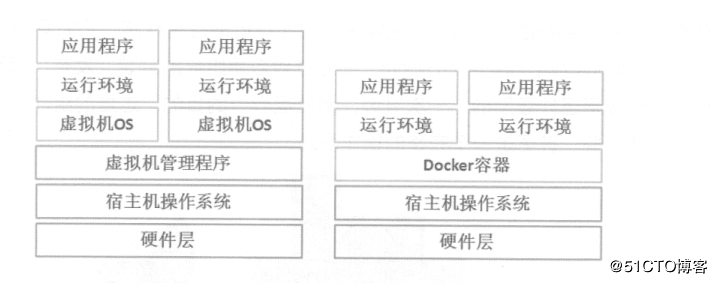 应用程序 应用程序
运行环境 运行环境
虚拟机OS 虚拟机OS
虚拟机管理程序
宿主机操作系统
硬件层
应用程序 应用程序
运行环境 运行环境
Docker容器
宿主机操作系统
硬件层
@51CTO博客